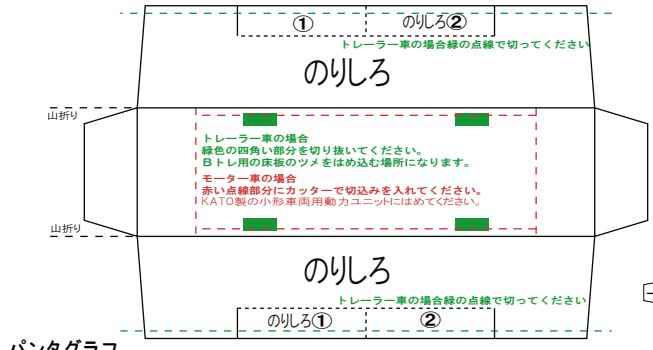 ① のりしろ②
トレーラー車の場合緑の点線で切ってください
のりしろ
山折り
トレーラー車の場合
緑色の四角い部分を切り抜いてください。
Bトレ用の床板のツメをはめ込む場所になります。
モーター車の場合
赤い点線部分にカッターで切込みを入れてください。
KATO製の小形車両用動力ユニットにはめてください。
山折り
のりしろ
トレーラー車の場合緑の点線で切ってください
のりしろ① ②
パンタグラフ